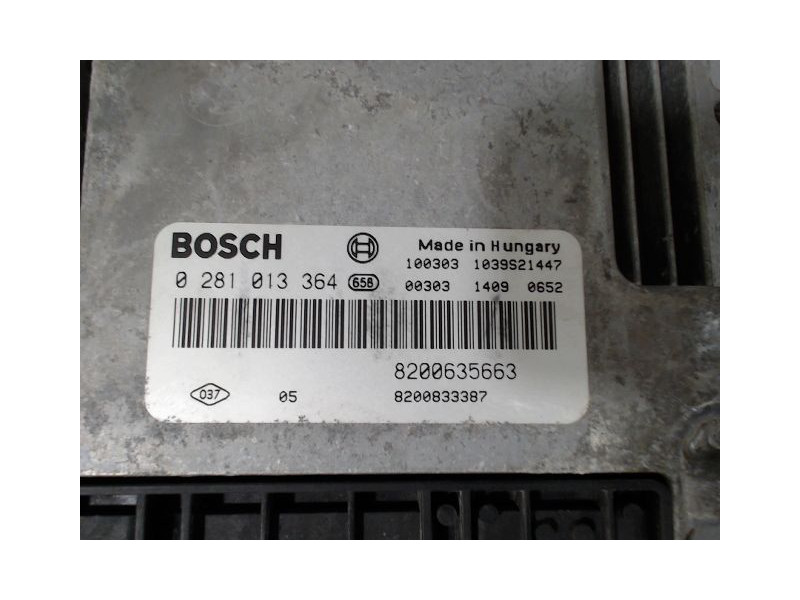 BOSCH
Made in Hungary
100303 1039S21447
0 281 013 364 658
00303 1409 0652
8200635663
037 05 8200833387